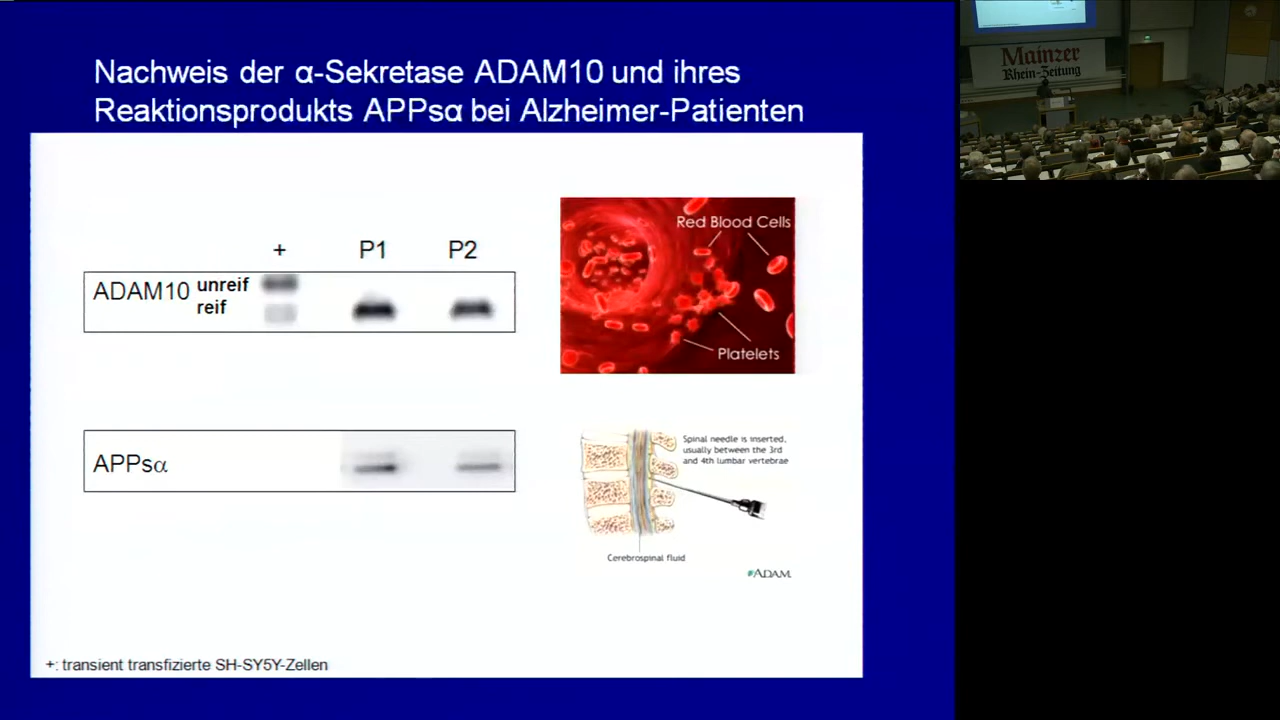 Nachweis der α-Sekretase ADAM10 und ihres
Reaktionsprodukts APPsα bei Alzheimer-Patienten
+ P1 P2
ADAM10 unreif
reif
APPsα
+: transient transfizierte SH-SY5Y-Zellen
Red Blood Cells
Platelets
Spinal needle is inserted,
usually between the 3rd
and 4th lumbar vertebrae
Cerebrospinal fluid
ADAM.
Mainzer
Rhein-Zeitung